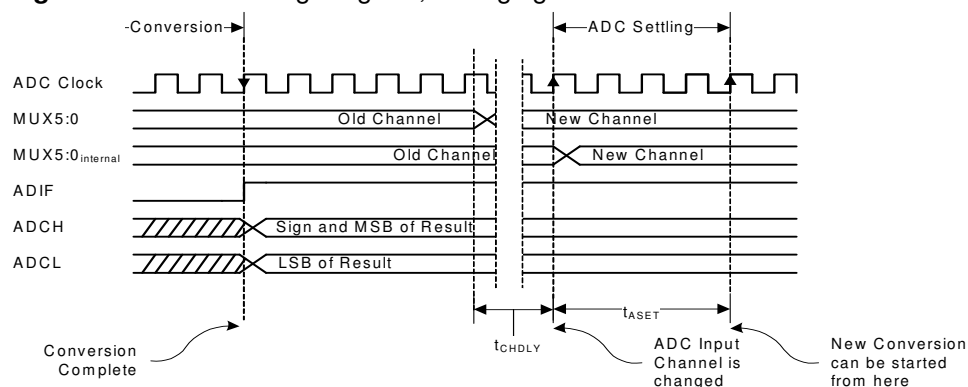 -Conversion
ADC Settling
ADC Clock
MUX5:0
Old Channel
New Channel
MUX5:0internal
Old Channel
New Channel
ADIF
ADCH
Sign and MSB of Result
ADCL
LSB of Result
tCHDLY
tASET
Conversion
Complete
ADC Input
Channel is
changed
New Conversion
can be started
from here